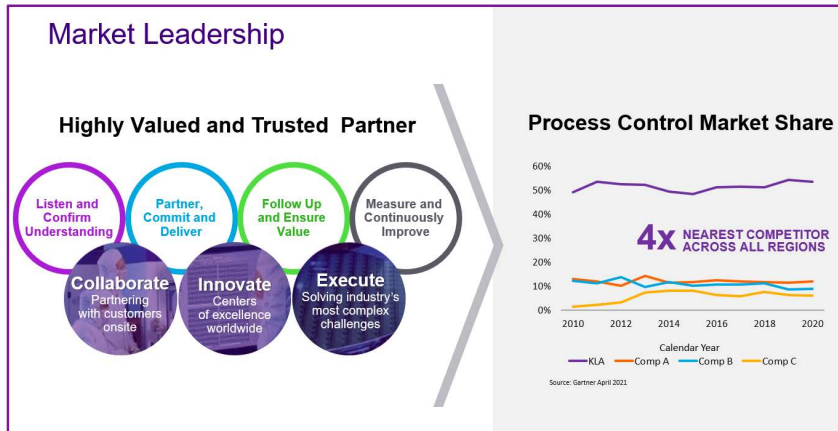 Market Leadership
Highly Valued and Trusted Partner
Listen and
Confirm
Understanding
Partner,
Commit and
Deliver
Follow Up
and Ensure
Value
Measure and
Continuously
Improve
Collaborate
Partnering
with customers
onsite
Innovate
Centers
of excellence
worldwide
Execute
Solving industry's
most complex
challenges
Process Control Market Share
60%
50%
40%
30%
20%
10%
0%
4x NEAREST COMPETITOR
ACROSS ALL REGIONS
2010 2012 2014 2016 2018 2020
Calendar Year
KLA Comp A Comp B Comp C
Source: Gartner April 2021